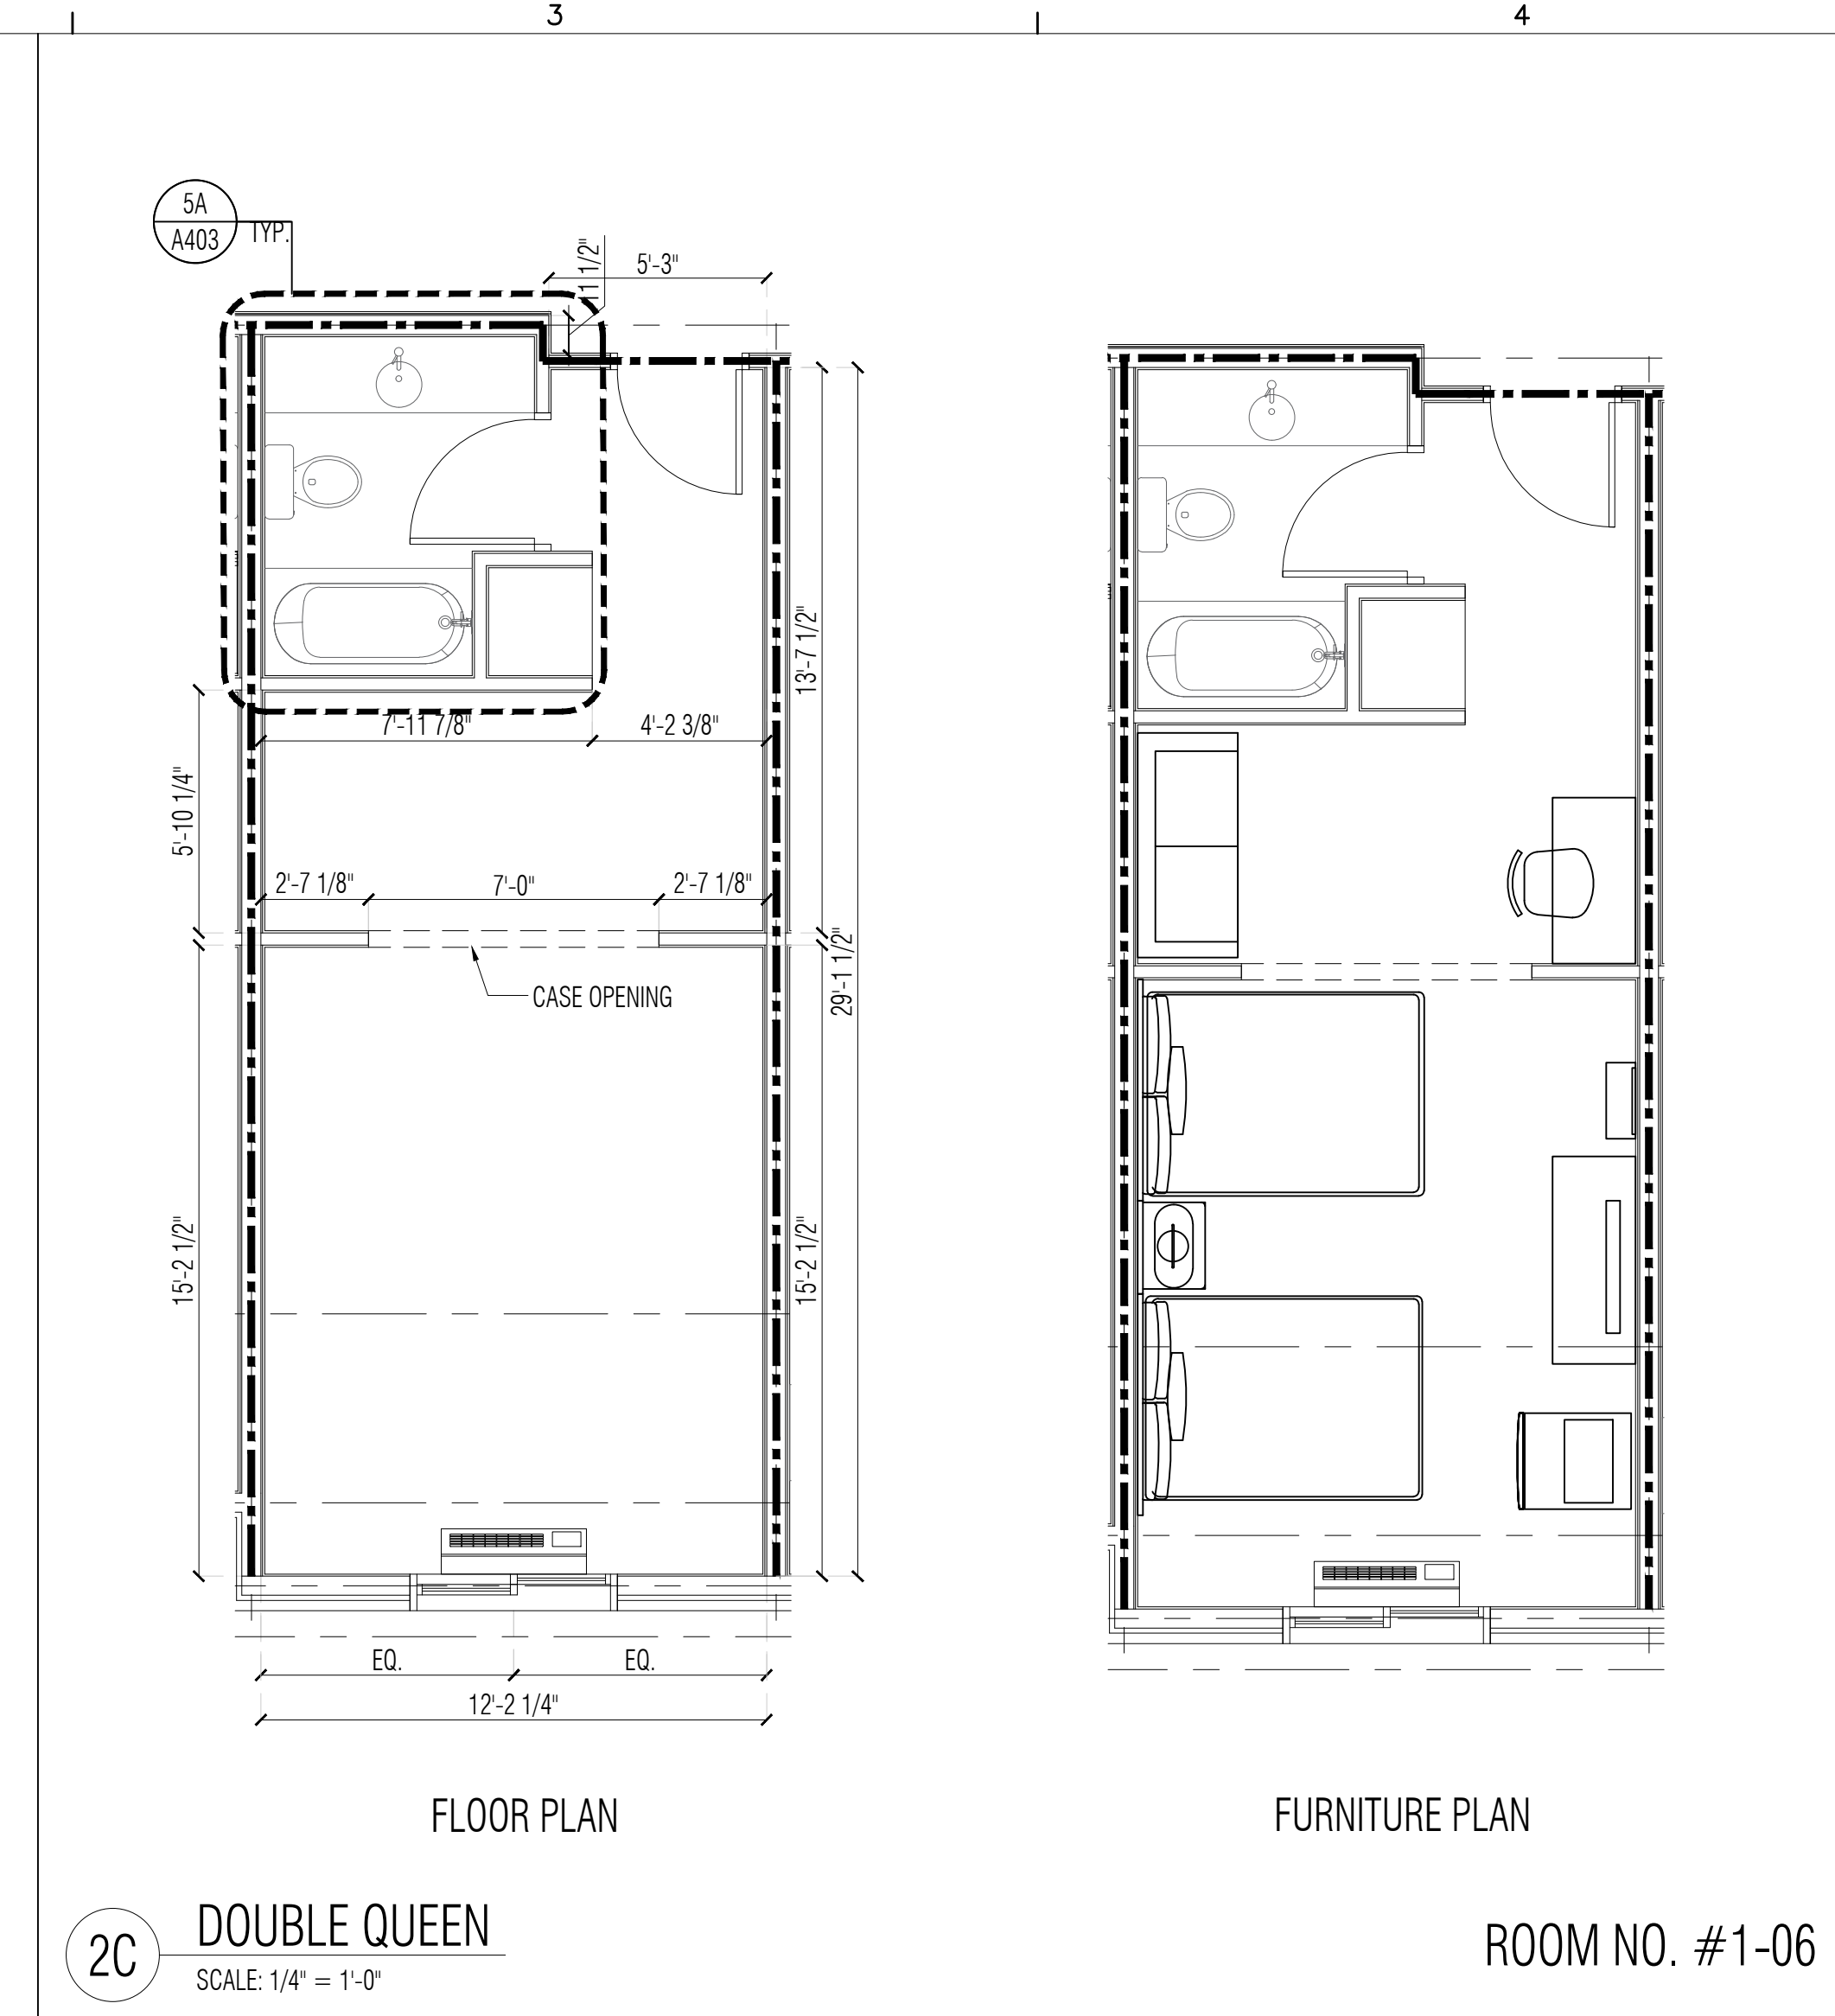 3
4
5A
A403
TYP.
11 1/2"
5'-3"
13'-7 1/2"
7'-11 7/8"
4'-2 3/8"
5'-10 1/4"
2'-7 1/8"
7'-0"
2'-7 1/8"
29'-1 1/2"
CASE OPENING
15'-2 1/2"
15'-2 1/2"
EQ.
EQ.
12'-2 1/4"
FLOOR PLAN
FURNITURE PLAN
2C
DOUBLE QUEEN
SCALE: 1/4" = 1'-0"
ROOM NO. #1-06